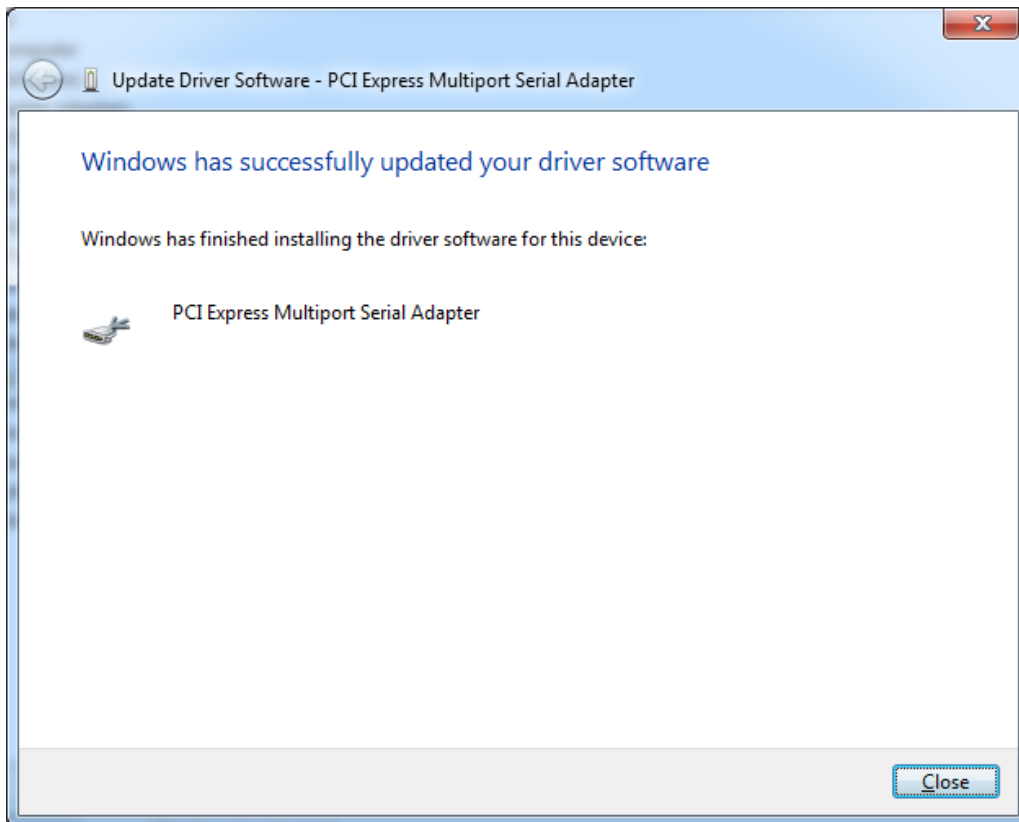 Update Driver Software - PCI Express Multiport Serial Adapter
Windows has successfully updated your driver software
Windows has finished installing the driver software for this device:
PCI Express Multiport Serial Adapter
Close